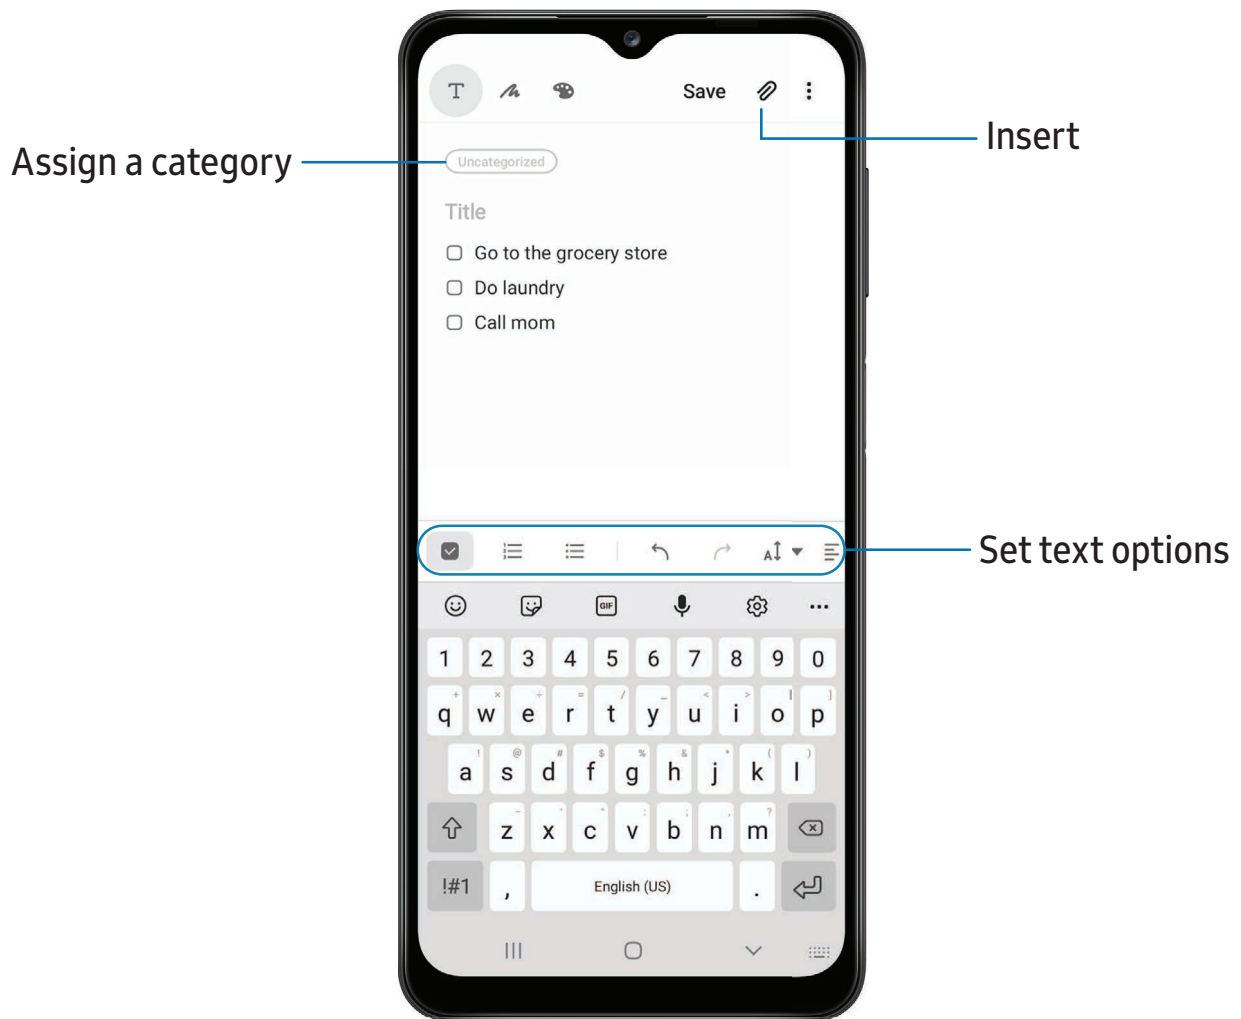 T Save
Insert
Assign a category
Uncategorized
Title
Go to the grocery store
Do laundry
Call mom
A
Set text options
GIF
1 2 3 4 5 6 7 8 9 0
q w e r t y u i o p
a s d f g h j k l
z x c v b n m
!#1 , English (US) .